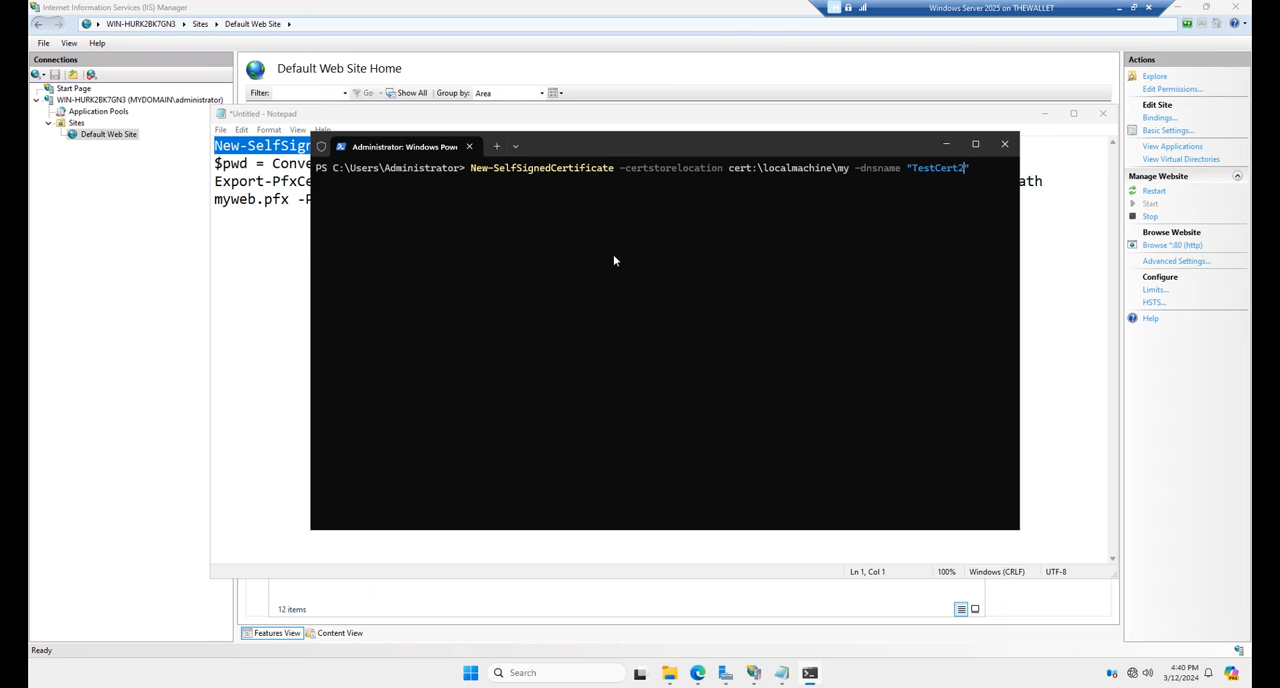 Internet Information Services (IIS) Manager
Windows Server 2025 on THEWALLET
WIN-HURK2BK7GN3 ▸ Sites ▸ Default Web Site ▸
File View Help
Connections
Start Page
WIN-HURK2BK7GN3 (MYDOMAIN\administrator)
Application Pools
Sites
Default Web Site
Default Web Site Home
Filter: Go Show All Group by: Area
*Untitled - Notepad
File Edit Format View Help
New-SelfSign
$pwd = Conve
Export-PfxCe ath
myweb.pfx -P
Administrator: Windows Pow
PS C:\Users\Administrator> New-SelfSignedCertificate -certstorelocation cert:\localmachine\my -dnsname "TestCert2"
Ln 1, Col 1 100% Windows (CRLF) UTF-8
12 items
Features View Content View
Actions
Explore
Edit Permissions...
Edit Site
Bindings...
Basic Settings...
View Applications
View Virtual Directories
Manage Website
Restart
Start
Stop
Browse Website
Browse *:80 (http)
Advanced Settings...
Configure
Limits...
HSTS...
Help
Ready
Search
4:40 PM
3/12/2024